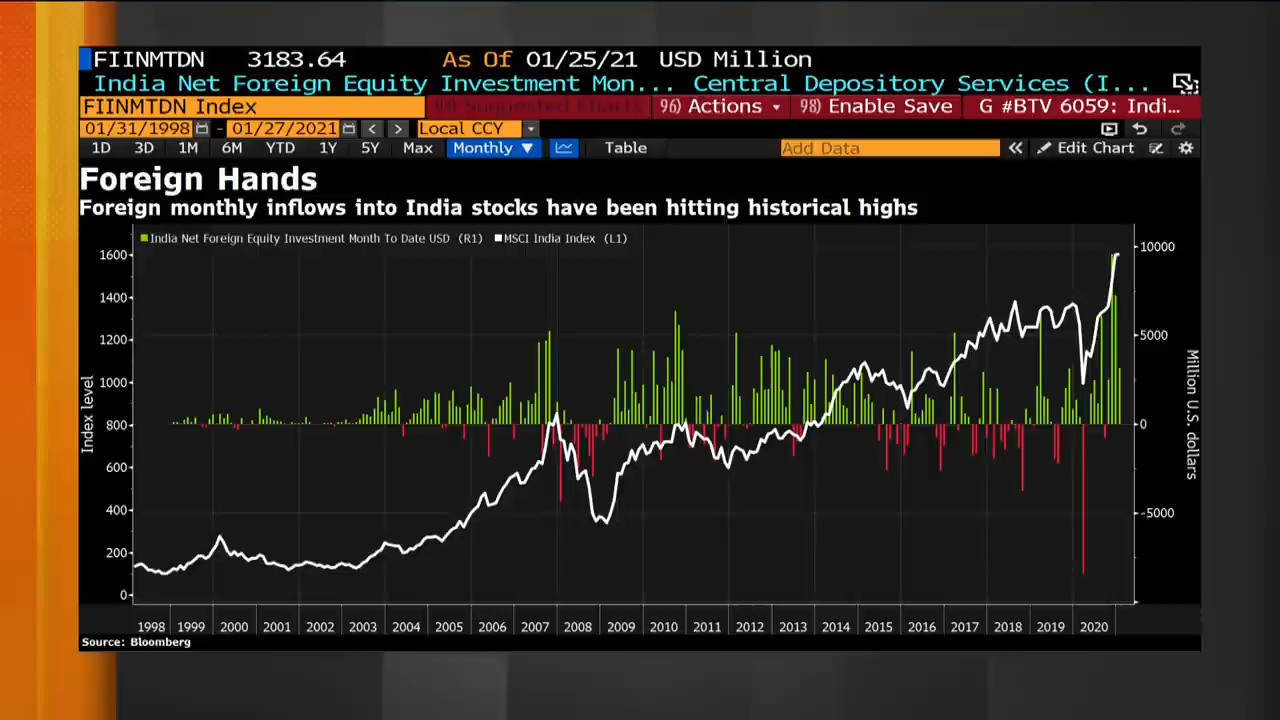 FIINMTDN 3183.64 As Of 01/25/21 USD Million
India Net Foreign Equity Investment Mon... Central Depository Services (I...
FIINMTDN Index 94) Suggested Charts 96) Actions 98) Enable Save G #BTV 6059: Indi...
01/31/1998 - 01/27/2021 < > Local CCY
1D 3D 1M 6M YTD 1Y 5Y Max Monthly ▼ Table Add Data « Edit Chart
Foreign Hands
Foreign monthly inflows into India stocks have been hitting historical highs
India Net Foreign Equity Investment Month To Date USD (R1) MSCI India Index (L1)
1600
1400
1200
1000
800
600
400
200
0
Index level
10000
5000
0
-5000
Million U.S. dollars
1998 1999 2000 2001 2002 2003 2004 2005 2006 2007 2008 2009 2010 2011 2012 2013 2014 2015 2016 2017 2018 2019 2020
Source: Bloomberg